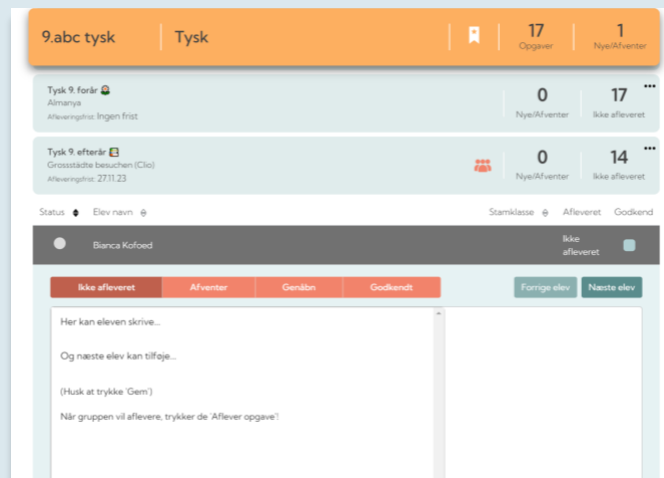 9.abc tysk Tysk 17 1
Opgaver Nye/Afventer
Tysk 9. forår
Almanya
Afleveringsfrist: Ingen frist
0 17
Nye/Afventer Ikke afleveret
Tysk 9. efterår
Grossstädte besuchen (Clio)
Afleveringsfrist: 27.11.23
0 14
Nye/Afventer Ikke afleveret
Status Elev navn Stamklasse Afleveret Godkend
Bianca Kofoed Ikke
afleveret
Ikke afleveret Afventer Genåbn Godkendt Forrige elev Næste elev
Her kan eleven skrive...
Og næste elev kan tilføje...
(Husk at trykke 'Gem')
Når gruppen vil aflevere, trykker de 'Aflever opgave'!